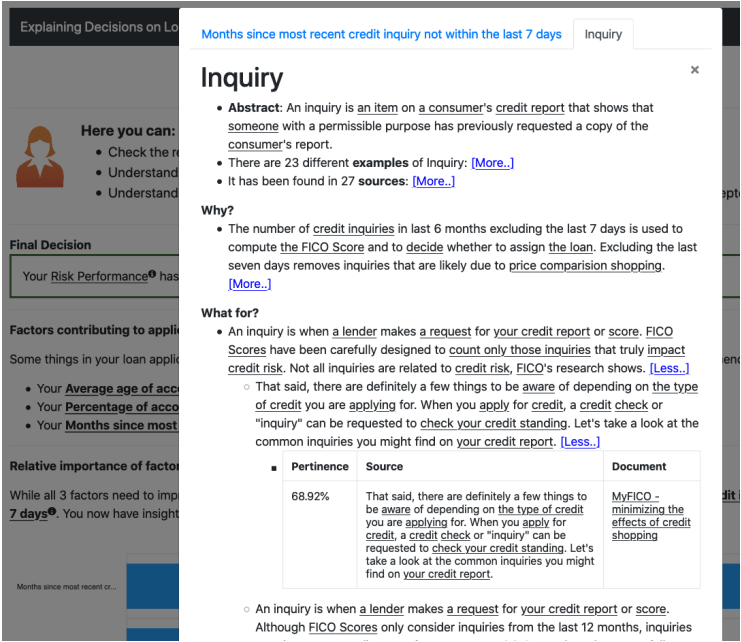 Explaining Decisions on Lo
Months since most recent credit inquiry not within the last 7 days
Inquiry
×
Inquiry
• Abstract: An inquiry is an item on a consumer's credit report that shows that
someone with a permissible purpose has previously requested a copy of the
consumer's report.
• There are 23 different examples of Inquiry: [More..]
• It has been found in 27 sources: [More..]
Why?
• The number of credit inquiries in last 6 months excluding the last 7 days is used to
compute the FICO Score and to decide whether to assign the loan. Excluding the last
seven days removes inquiries that are likely due to price comparision shopping.
[More..]
What for?
• An inquiry is when a lender makes a request for your credit report or score. FICO
Scores have been carefully designed to count only those inquiries that truly impact
credit risk. Not all inquiries are related to credit risk, FICO's research shows. [Less..]
○ That said, there are definitely a few things to be aware of depending on the type
of credit you are applying for. When you apply for credit, a credit check or
"inquiry" can be requested to check your credit standing. Let's take a look at the
common inquiries you might find on your credit report. [Less..]
Pertinence Source Document
68.92%
That said, there are definitely a few things to
be aware of depending on the type of credit
you are applying for. When you apply for
credit, a credit check or "inquiry" can be
requested to check your credit standing. Let's
take a look at the common inquiries you might
find on your credit report.
MyFICO -
minimizing the
effects of credit
shopping
○ An inquiry is when a lender makes a request for your credit report or score.
Although FICO Scores only consider inquiries from the last 12 months, inquiries
Here you can:
• Check the re
• Understand
• Understand
Final Decision
Your Risk Performance has
Factors contributing to appli
Some things in your loan applic
• Your Average age of acc
• Your Percentage of acco
• Your Months since most
Relative importance of factor
While all 3 factors need to imp
7 days. You now have insight
Months since most recent cr...